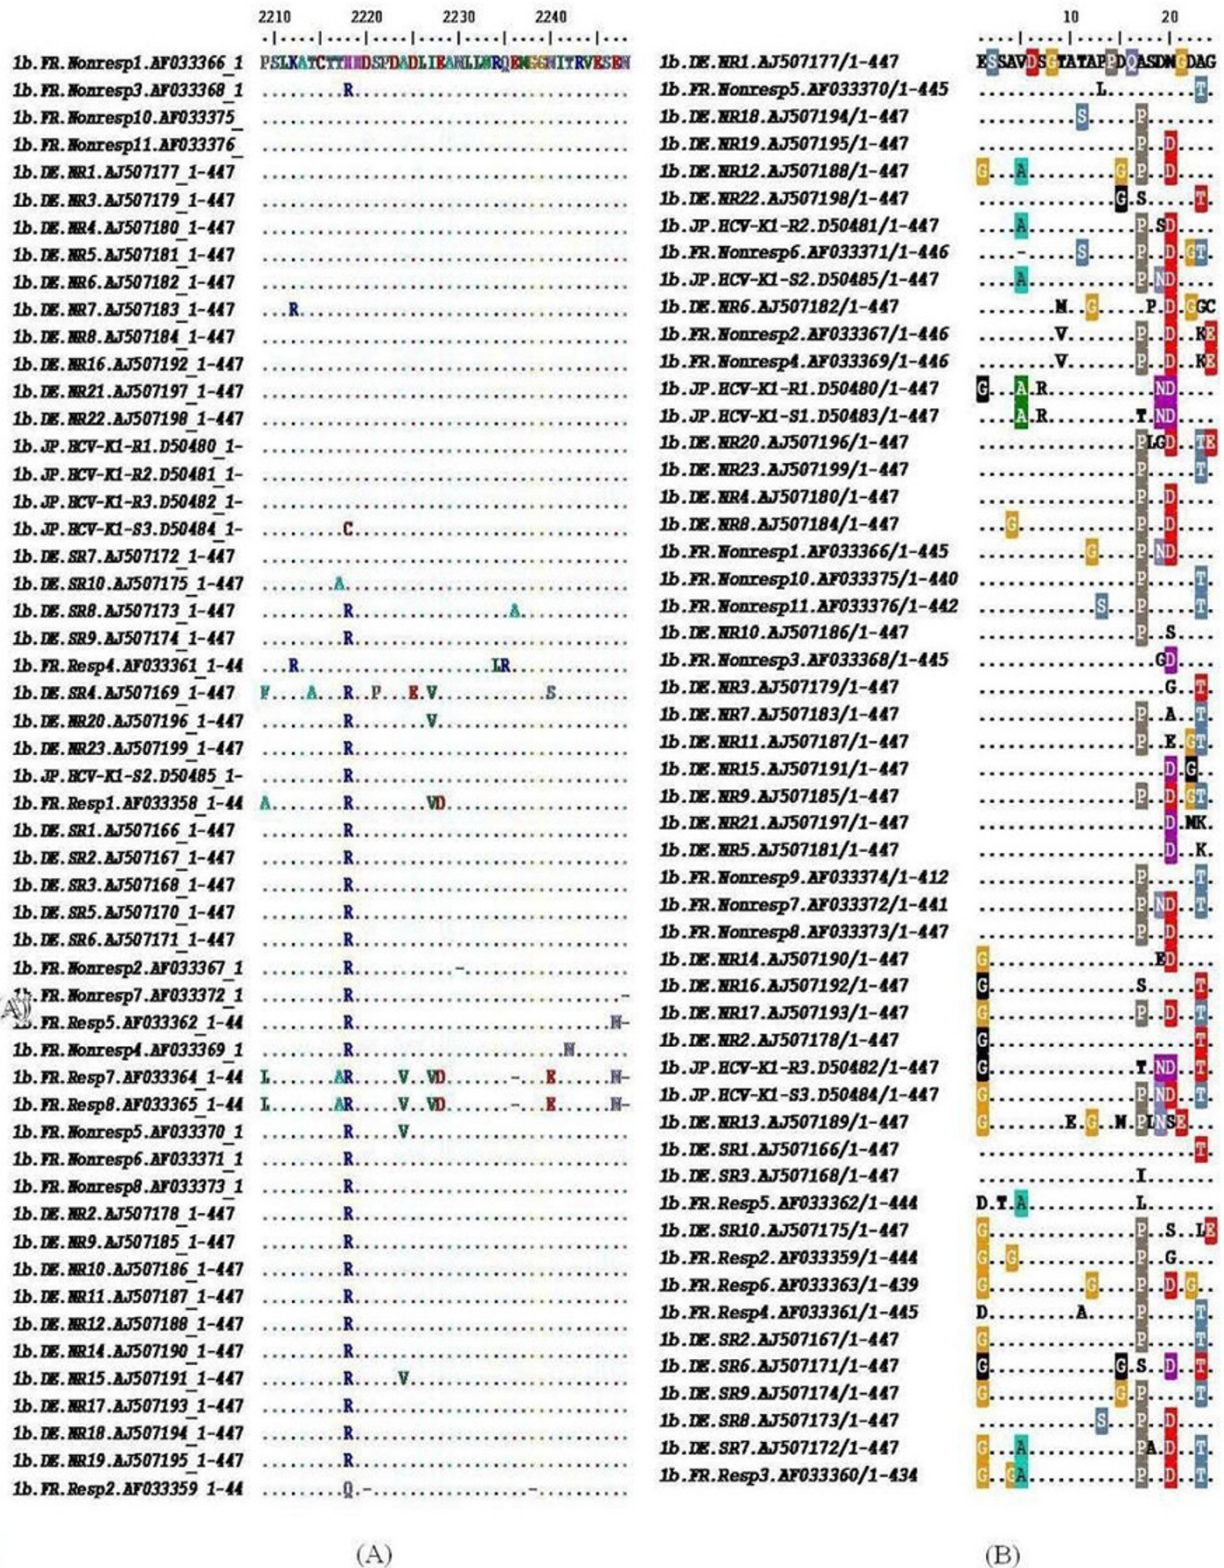 2210 2220 2230 2240
1b.FR.Nonresp1.AF033366_1 PSLKATCTTHHDSPDADLIEANLLWRQEMGGNITRVESEN
1b.FR.Nonresp3.AF033368_1 R
1b.FR.Nonresp10.AF033375_
1b.FR.Nonresp11.AF033376_
1b.DE.NR1.AJ507177_1-447
1b.DE.NR3.AJ507179_1-447
1b.DE.NR4.AJ507180_1-447
1b.DE.NR5.AJ507181_1-447
1b.DE.NR6.AJ507182_1-447
1b.DE.NR7.AJ507183_1-447 R
1b.DE.NR8.AJ507184_1-447
1b.DE.NR16.AJ507192_1-447
1b.DE.NR21.AJ507197_1-447
1b.DE.NR22.AJ507198_1-447
1b.JP.HCV-K1-R1.D50480_1-
1b.JP.HCV-K1-R2.D50481_1-
1b.JP.HCV-K1-R3.D50482_1-
1b.JP.HCV-K1-S3.D50484_1- C
1b.DE.SR7.AJ507172_1-447
1b.DE.SR10.AJ507175_1-447 A
1b.DE.SR8.AJ507173_1-447 R A
1b.DE.SR9.AJ507174_1-447 R
1b.FR.Resp4.AF033361_1-44 R LR
1b.DE.SR4.AJ507169_1-447 F A R P E V S
1b.DE.NR20.AJ507196_1-447 R V
1b.DE.NR23.AJ507199_1-447 R
1b.JP.HCV-K1-S2.D50485_1- R
1b.FR.Resp1.AF033358_1-44 A R VD
1b.DE.SR1.AJ507166_1-447 R
1b.DE.SR2.AJ507167_1-447 R
1b.DE.SR3.AJ507168_1-447 R
1b.DE.SR5.AJ507170_1-447 R
1b.DE.SR6.AJ507171_1-447 R
1b.FR.Nonresp2.AF033367_1 R -
1b.FR.Nonresp7.AF033372_1 R -
1b.FR.Resp5.AF033362_1-44 R N-
1b.FR.Nonresp4.AF033369_1 R N
1b.FR.Resp7.AF033364_1-44 L AR V VD - E N-
1b.FR.Resp8.AF033365_1-44 L AR V VD - E N-
1b.FR.Nonresp5.AF033370_1 R V
1b.FR.Nonresp6.AF033371_1 R
1b.FR.Nonresp8.AF033373_1 R
1b.DE.NR2.AJ507178_1-447 R
1b.DE.NR9.AJ507185_1-447 R
1b.DE.NR10.AJ507186_1-447 R
1b.DE.NR11.AJ507187_1-447 R
1b.DE.NR12.AJ507188_1-447 R
1b.DE.NR14.AJ507190_1-447 R
1b.DE.NR15.AJ507191_1-447 R V
1b.DE.NR17.AJ507193_1-447 R
1b.DE.NR18.AJ507194_1-447 R
1b.DE.NR19.AJ507195_1-447 R
1b.FR.Resp2.AF033359_1-44 Q - -
(A)
10 20
1b.DE.NR1.AJ507177/1-447 ESSAVDSGTATAPPDQASDMGDAG
1b.FR.Nonresp5.AF033370/1-445 L T
1b.DE.NR18.AJ507194/1-447 S P
1b.DE.NR19.AJ507195/1-447 P D
1b.DE.NR12.AJ507188/1-447 G A G P D
1b.DE.NR22.AJ507198/1-447 G S T
1b.JP.HCV-K1-R2.D50481/1-447 A P SD
1b.FR.Nonresp6.AF033371/1-446 - S P D GT
1b.JP.HCV-K1-S2.D50485/1-447 A P ND
1b.DE.NR6.AJ507182/1-447 M G P D GGC
1b.FR.Nonresp2.AF033367/1-446 V P D KE
1b.FR.Nonresp4.AF033369/1-446 V P D KE
1b.JP.HCV-K1-R1.D50480/1-447 G A R ND
1b.JP.HCV-K1-S1.D50483/1-447 A R T ND
1b.DE.NR20.AJ507196/1-447 PLGD TE
1b.DE.NR23.AJ507199/1-447 P T
1b.DE.NR4.AJ507180/1-447 P D
1b.DE.NR8.AJ507184/1-447 G P D
1b.FR.Nonresp1.AF033366/1-445 G P ND
1b.FR.Nonresp10.AF033375/1-440 P T
1b.FR.Nonresp11.AF033376/1-442 S P T
1b.DE.NR10.AJ507186/1-447 P S
1b.FR.Nonresp3.AF033368/1-445 GD
1b.DE.NR3.AJ507179/1-447 G T
1b.DE.NR7.AJ507183/1-447 P A T
1b.DE.NR11.AJ507187/1-447 P E GT
1b.DE.NR15.AJ507191/1-447 D G
1b.DE.NR9.AJ507185/1-447 P D GT
1b.DE.NR21.AJ507197/1-447 D MK
1b.DE.NR5.AJ507181/1-447 D K
1b.FR.Nonresp9.AF033374/1-412 P T
1b.FR.Nonresp7.AF033372/1-441 P ND T
1b.FR.Nonresp8.AF033373/1-447 P D
1b.DE.NR14.AJ507190/1-447 G ED
1b.DE.NR16.AJ507192/1-447 G S T
1b.DE.NR17.AJ507193/1-447 G P D T
1b.DE.NR2.AJ507178/1-447 G T
1b.JP.HCV-K1-R3.D50482/1-447 G T ND T
1b.JP.HCV-K1-S3.D50484/1-447 G P ND T
1b.DE.NR13.AJ507189/1-447 G E G M PLNSE
1b.DE.SR1.AJ507166/1-447 T
1b.DE.SR3.AJ507168/1-447 I
1b.FR.Resp5.AF033362/1-444 D T A L
1b.DE.SR10.AJ507175/1-447 G P S LE
1b.FR.Resp2.AF033359/1-444 G G P G
1b.FR.Resp6.AF033363/1-439 G G P D G
1b.FR.Resp4.AF033361/1-445 D A P T
1b.DE.SR2.AJ507167/1-447 G P T
1b.DE.SR6.AJ507171/1-447 G G S D T
1b.DE.SR9.AJ507174/1-447 G G P T
1b.DE.SR8.AJ507173/1-447 S P D
1b.DE.SR7.AJ507172/1-447 G A PA D T
1b.FR.Resp3.AF033360/1-434 G GA P D T
(B)